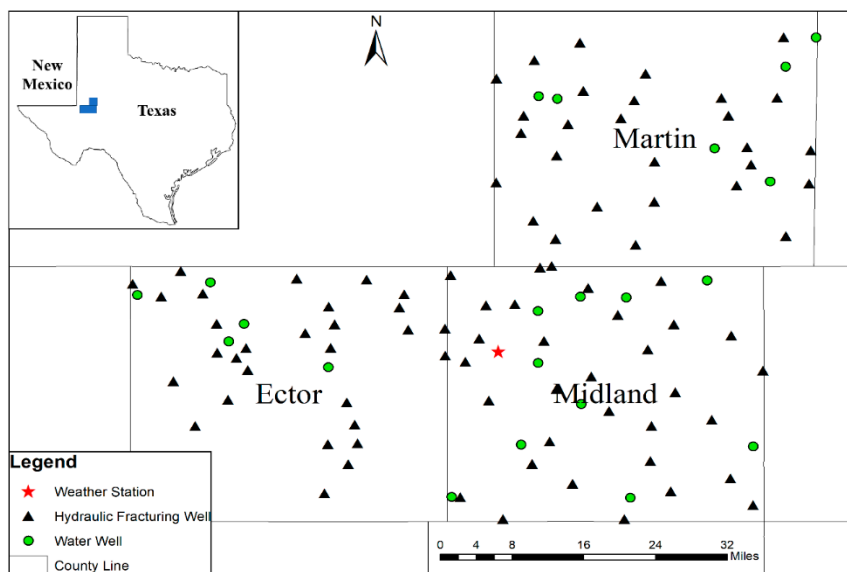 New
Mexico
Texas
N
Martin
Ector
Midland
Legend
Weather Station
Hydraulic Fracturing Well
Water Well
County Line
0 4 8 16 24 32
Miles